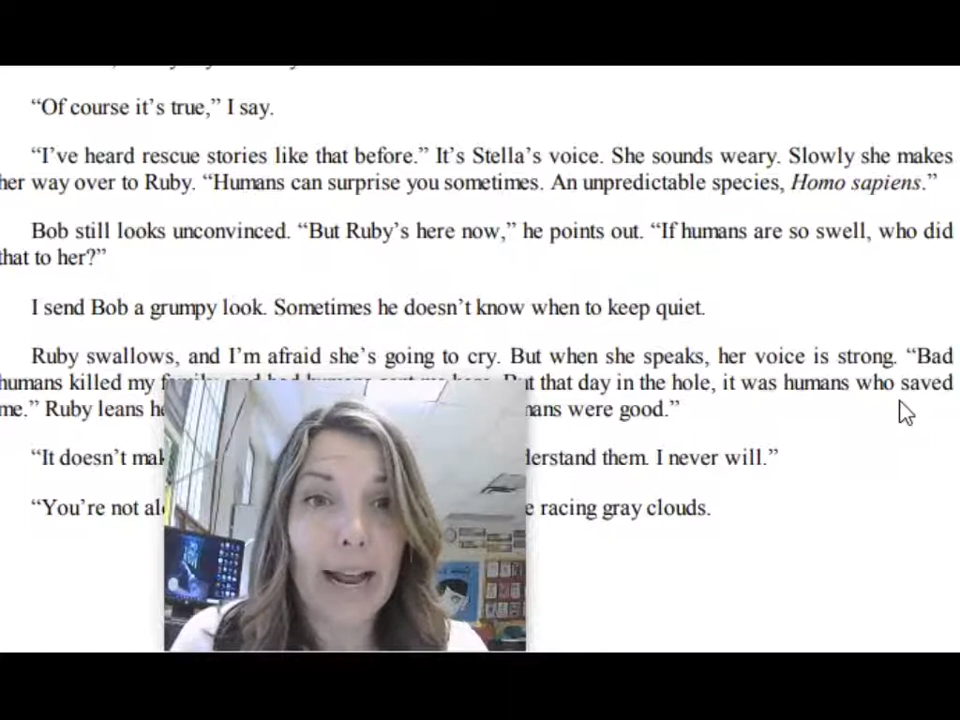 “Of course it’s true,” I say.
“I’ve heard rescue stories like that before.” It’s Stella’s voice. She sounds weary. Slowly she makes
her way over to Ruby. “Humans can surprise you sometimes. An unpredictable species, Homo sapiens.”
Bob still looks unconvinced. “But Ruby’s here now,” he points out. “If humans are so swell, who did
that to her?”
I send Bob a grumpy look. Sometimes he doesn’t know when to keep quiet.
Ruby swallows, and I’m afraid she’s going to cry. But when she speaks, her voice is strong. “Bad
humans killed my that day in the hole, it was humans who saved
me.” Ruby leans were good.”
“It doesn’t them. I never will.”
“You’re not racing gray clouds.